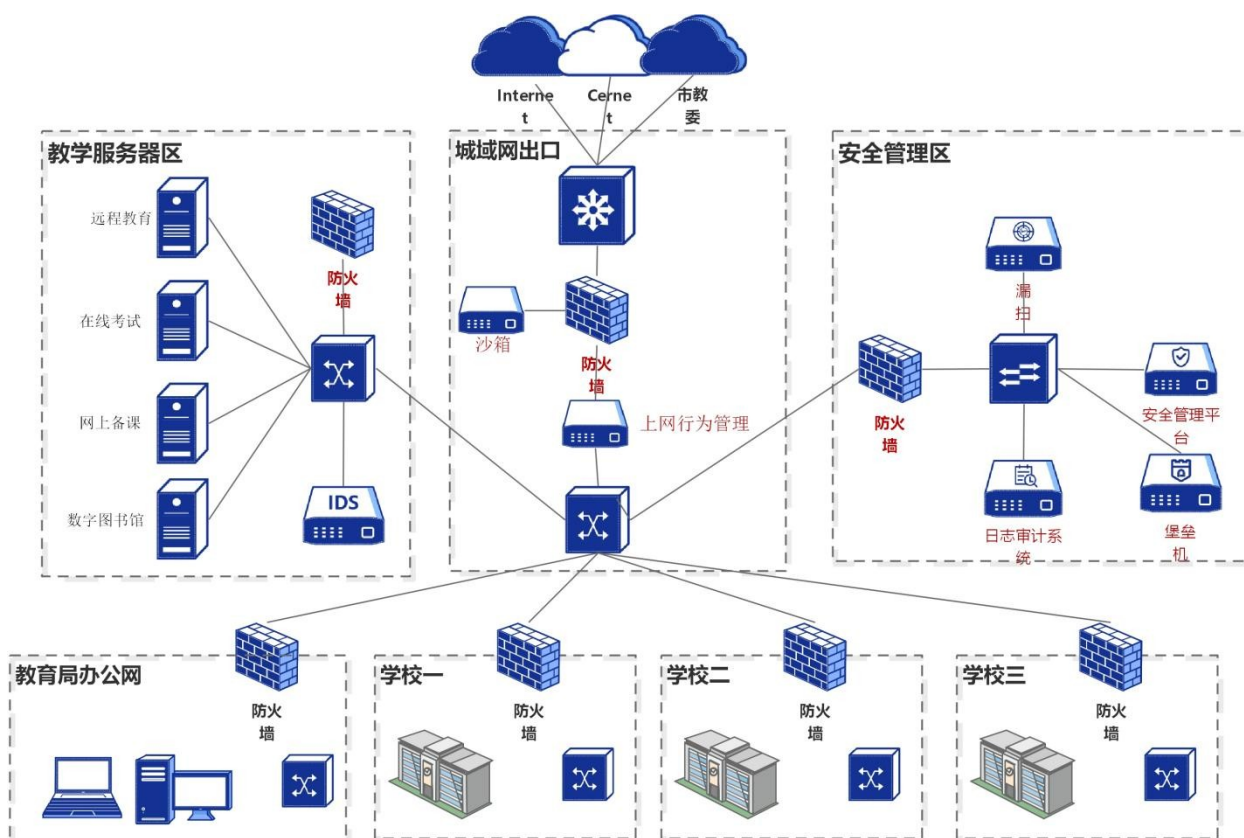 Interne
t
Cerne
t
市教
委
教学服务器区
城域网出口
安全管理区
远程教育
防火
墙
在线考试
沙箱
防火
墙
漏
扫
网上备课
上网行为管理
防火
墙
安全管理平
台
数字图书馆
IDS
日志审计系
统
堡垒
机
教育局办公网
防火
墙
学校一
防火
墙
学校二
防火
墙
学校三
防火
墙